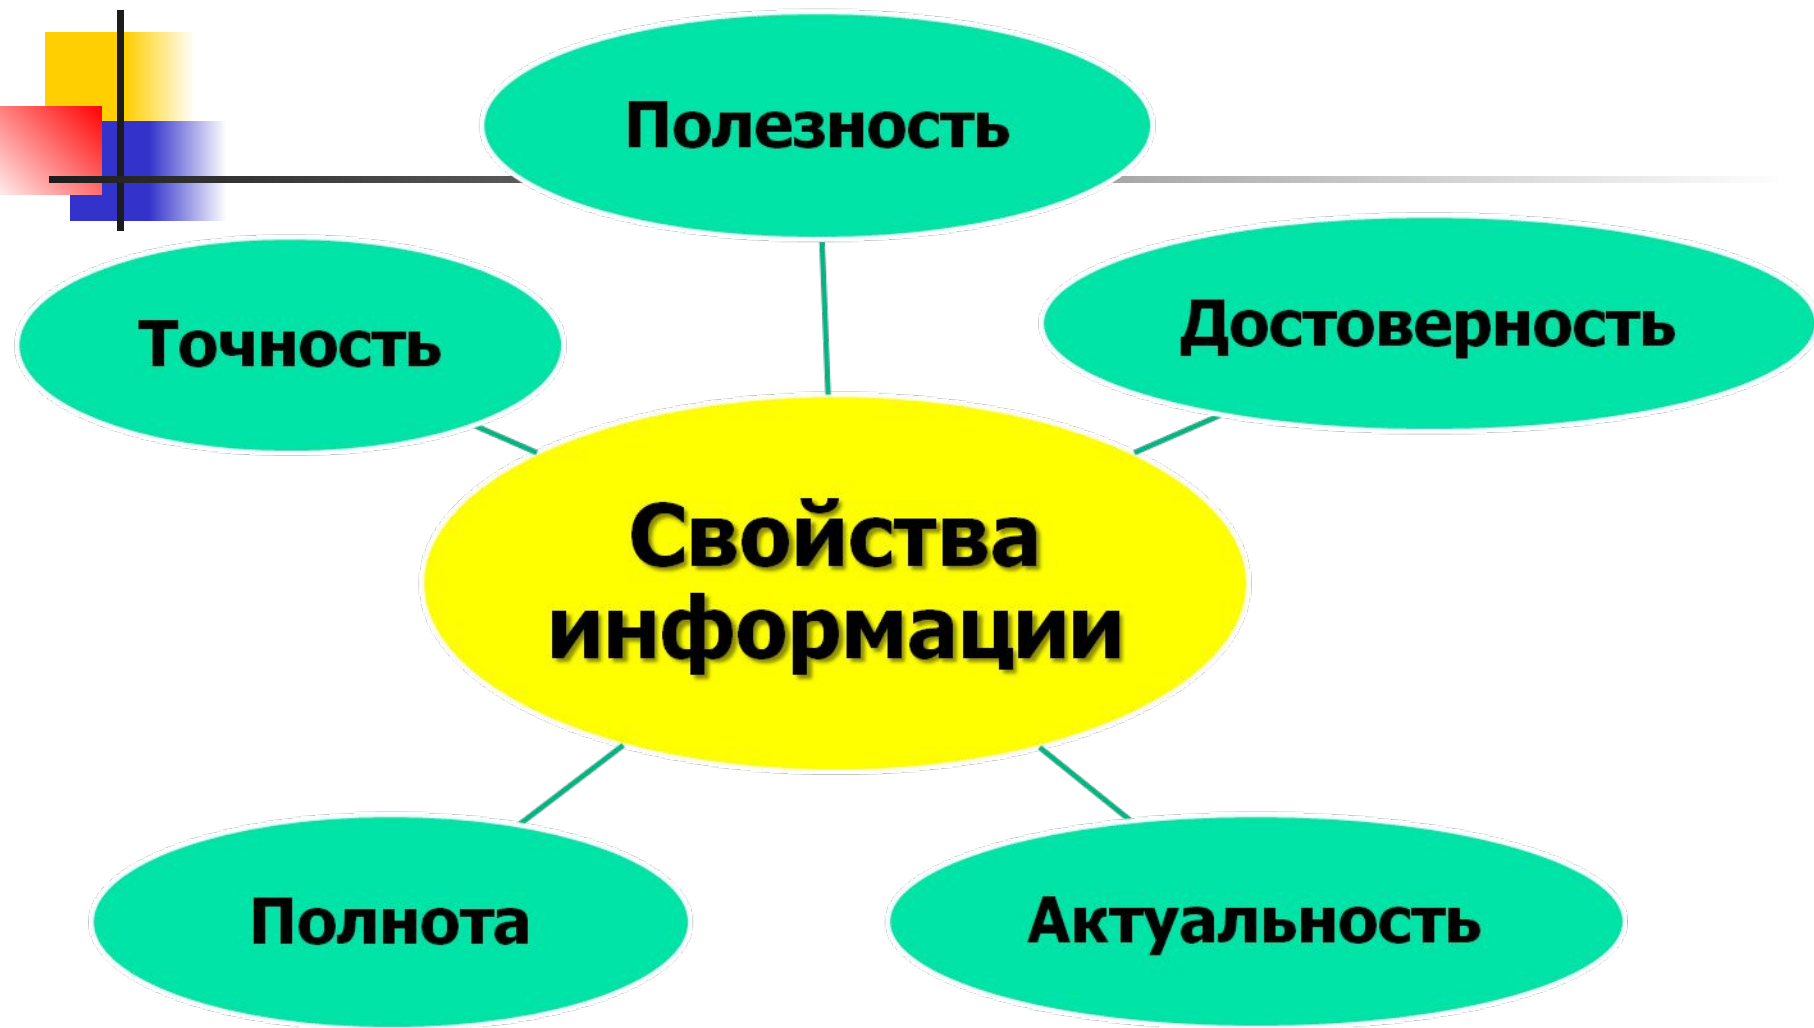 Полезность
Точность
Достоверность
Свойства
информации
Полнота
Актуальность